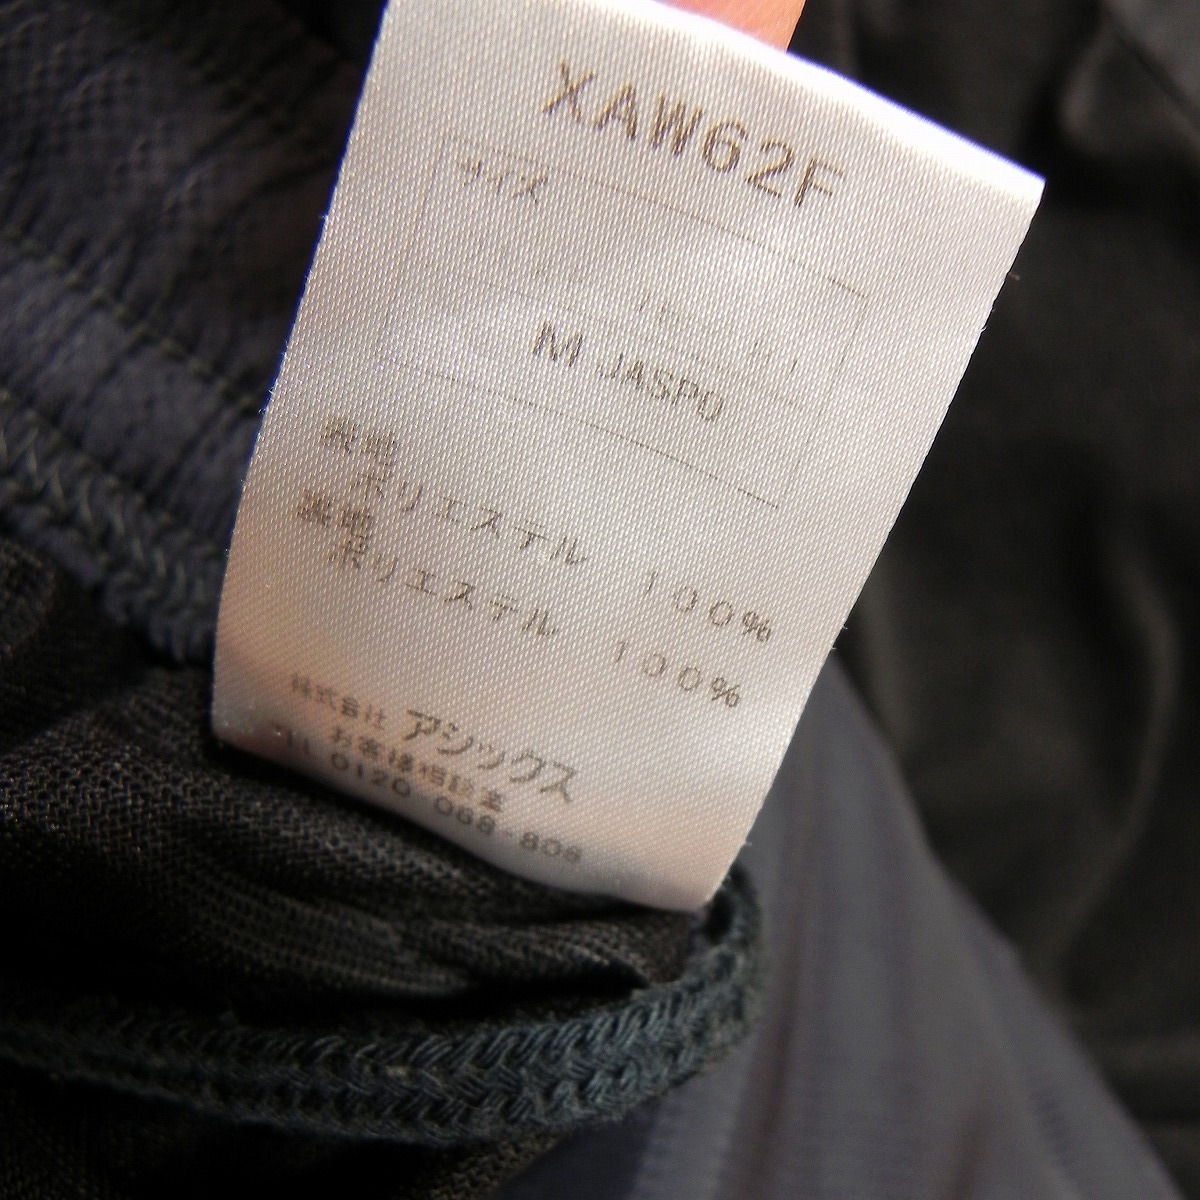 XAW62F
サイズ
M JASPO
表地
ポリエステル 100%
裏地
ポリエステル 100%
株式会社 アシックス
お客様相談室
TEL 0120-068-806